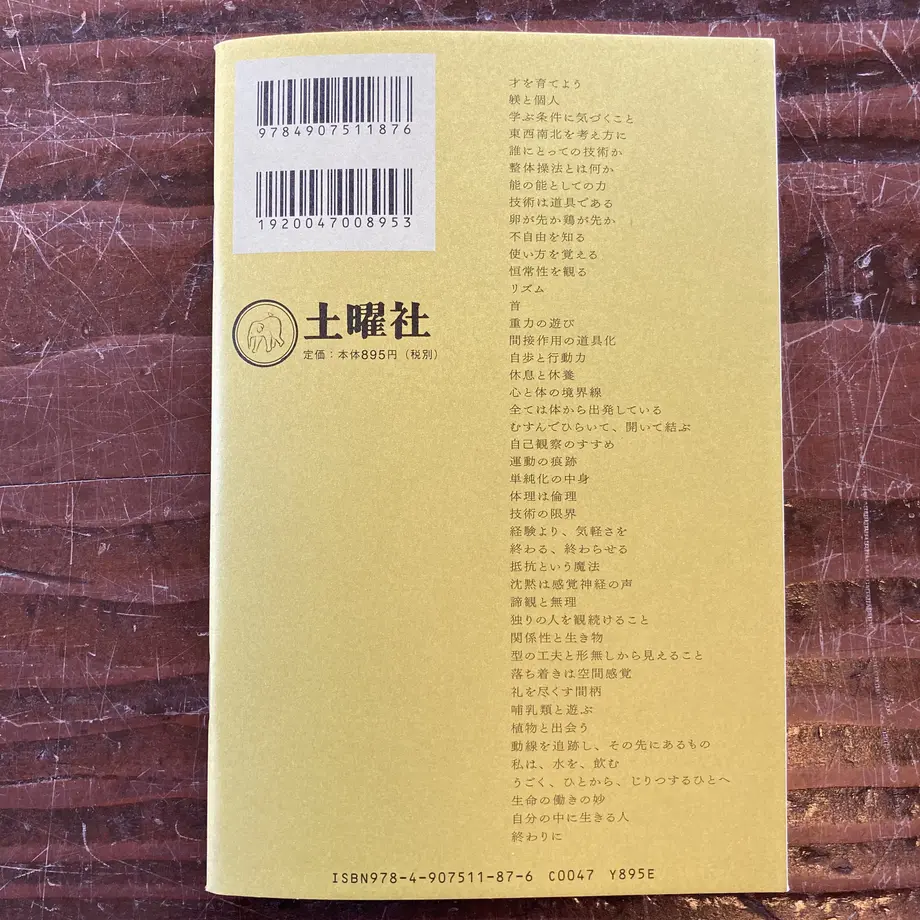 9784907511876
1920047008953
土曜社
定価：本体895円（税別）
才を育てよう
躾と個人
学ぶ条件に気づくこと
東西南北を考え方に
誰にとっての技術か
整体操法とは何か
能の能としての力
技術は道具である
卵が先か鶏が先か
不自由を知る
使い方を覚える
恒常性を観る
リズム
首
重力の遊び
間接作用の道具化
自歩と行動力
休息と休養
心と体の境界線
全ては体から出発している
むすんでひらいて、開いて結ぶ
自己観察のすすめ
運動の痕跡
単純化の中身
体理は倫理
技術の限界
経験より、気軽さを
終わる、終わらせる
抵抗という魔法
沈黙は感覚神経の声
諦観と無理
独りの人を観続けること
関係性と生き物
型の工夫と形無しから見えること
落ち着きは空間感覚
礼を尽くす間柄
哺乳類と遊ぶ
植物と出会う
動線を追跡し、その先にあるもの
私は、水を、飲む
うごく、ひとから、じりつするひとへ
生命の働きの妙
自分の中に生きる人
終わりに
ISBN978-4-907511-87-6 C0047 Y895E